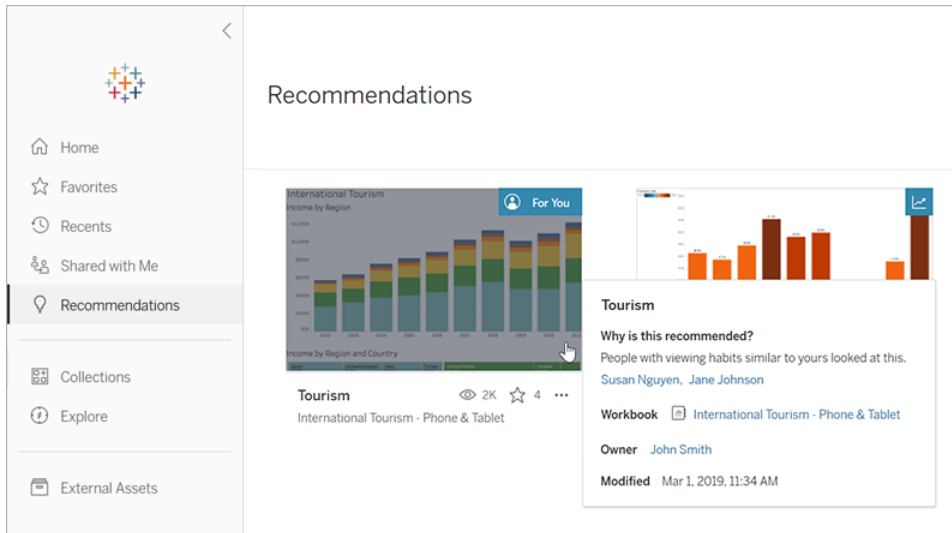 Recommendations
Home
Favorites
Recents
Shared with Me
Recommendations
Collections
Explore
External Assets
International Tourism
For You
Income by Region
Income by Region and Country
Tourism
2K
4
International Tourism - Phone & Tablet
Tourism
Why is this recommended?
People with viewing habits similar to yours looked at this.
Susan Nguyen, Jane Johnson
Workbook International Tourism - Phone & Tablet
Owner John Smith
Modified Mar 1, 2019, 11:34 AM